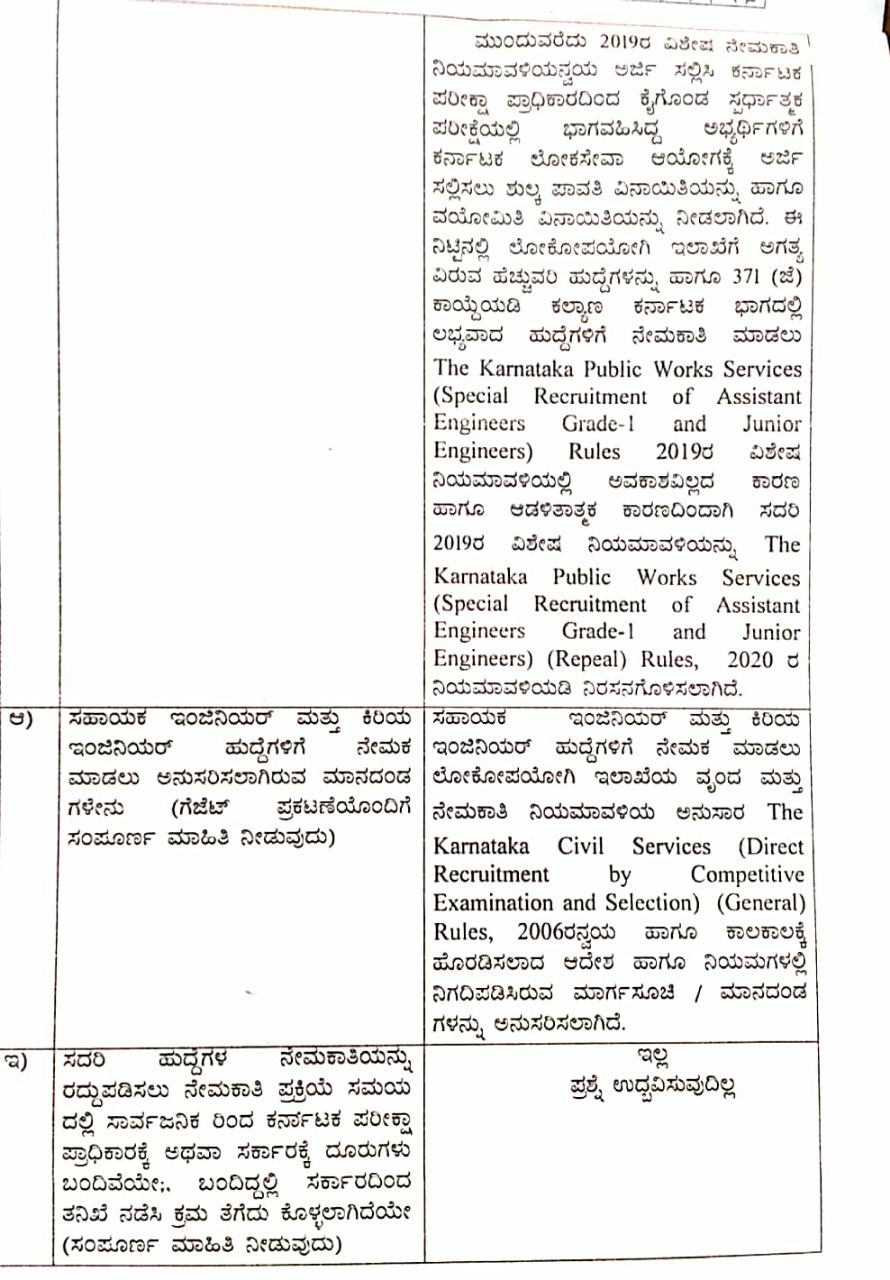 ಮುಂದುವರೆದು 2019ರ ವಿಶೇಷ ನೇಮಕಾತಿ
ನಿಯಮಾವಳಿಯನ್ವಯ ಅರ್ಜಿ ಸಲ್ಲಿಸಿ ಕರ್ನಾಟಕ
ಪರೀಕ್ಷಾ ಪ್ರಾಧಿಕಾರದಿಂದ ಕೈಗೊಂಡ ಸ್ಪರ್ಧಾತ್ಮಕ
ಪರೀಕ್ಷೆಯಲ್ಲಿ ಭಾಗವಹಿಸಿದ್ದ ಅಭ್ಯರ್ಥಿಗಳಿಗೆ
ಕರ್ನಾಟಕ ಲೋಕಸೇವಾ ಆಯೋಗಕ್ಕೆ ಅರ್ಜಿ
ಸಲ್ಲಿಸಲು ಶುಲ್ಕ ಪಾವತಿ ವಿನಾಯಿತಿಯನ್ನು ಹಾಗೂ
ವಯೋಮಿತಿ ವಿನಾಯಿತಿಯನ್ನು ನೀಡಲಾಗಿದೆ. ಈ
ನಿಟ್ಟಿನಲ್ಲಿ ಲೋಕೋಪಯೋಗಿ ಇಲಾಖೆಗೆ ಅಗತ್ಯ
ವಿರುವ ಹೆಚ್ಚುವರಿ ಹುದ್ದೆಗಳನ್ನು ಹಾಗೂ 371 (ಜೆ)
ಕಾಯ್ದೆಯಡಿ ಕಲ್ಯಾಣ ಕರ್ನಾಟಕ ಭಾಗದಲ್ಲಿ
ಲಭ್ಯವಾದ ಹುದ್ದೆಗಳಿಗೆ ನೇಮಕಾತಿ ಮಾಡಲು
The Karnataka Public Works Services
(Special Recruitment of Assistant
Engineers Grade-1 and Junior
Engineers) Rules 2019ರ ವಿಶೇಷ
ನಿಯಮಾವಳಿಯಲ್ಲಿ ಅವಕಾಶವಿಲ್ಲದ ಕಾರಣ
ಹಾಗೂ ಆಡಳಿತಾತ್ಮಕ ಕಾರಣದಿಂದಾಗಿ ಸದರಿ
2019ರ ವಿಶೇಷ ನಿಯಮಾವಳಿಯನ್ನು The
Karnataka Public Works Services
(Special Recruitment of Assistant
Engineers Grade-1 and Junior
Engineers) (Repeal) Rules, 2020 ರ
ನಿಯಮಾವಳಿಯಡಿ ನಿರಸನಗೊಳಿಸಲಾಗಿದೆ.
ಆ)
ಸಹಾಯಕ ಇಂಜಿನಿಯರ್ ಮತ್ತು ಕಿರಿಯ
ಇಂಜಿನಿಯರ್ ಹುದ್ದೆಗಳಿಗೆ ನೇಮಕ
ಮಾಡಲು ಅನುಸರಿಸಲಾಗಿರುವ ಮಾನದಂಡ
ಗಳೇನು (ಗೆಜೆಟ್ ಪ್ರಕಟಣೆಯೊಂದಿಗೆ
ಸಂಪೂರ್ಣ ಮಾಹಿತಿ ನೀಡುವುದು)
ಸಹಾಯಕ ಇಂಜಿನಿಯರ್ ಮತ್ತು ಕಿರಿಯ
ಇಂಜಿನಿಯರ್ ಹುದ್ದೆಗಳಿಗೆ ನೇಮಕ ಮಾಡಲು
ಲೋಕೋಪಯೋಗಿ ಇಲಾಖೆಯ ವೃಂದ ಮತ್ತು
ನೇಮಕಾತಿ ನಿಯಮಾವಳಿಯ ಅನುಸಾರ The
Karnataka Civil Services (Direct
Recruitment by Competitive
Examination and Selection) (General)
Rules, 2006ರನ್ವಯ ಹಾಗೂ ಕಾಲಕಾಲಕ್ಕೆ
ಹೊರಡಿಸಲಾದ ಆದೇಶ ಹಾಗೂ ನಿಯಮಗಳಲ್ಲಿ
ನಿಗದಿಪಡಿಸಿರುವ ಮಾರ್ಗಸೂಚಿ / ಮಾನದಂಡ
ಗಳನ್ನು ಅನುಸರಿಸಲಾಗಿದೆ.
ಇ)
ಸದರಿ ಹುದ್ದೆಗಳ ನೇಮಕಾತಿಯನ್ನು
ರದ್ದುಪಡಿಸಲು ನೇಮಕಾತಿ ಪ್ರಕ್ರಿಯೆ ಸಮಯ
ದಲ್ಲಿ ಸಾರ್ವಜನಿಕ ರಿಂದ ಕರ್ನಾಟಕ ಪರೀಕ್ಷಾ
ಪ್ರಾಧಿಕಾರಕ್ಕೆ ಅಥವಾ ಸರ್ಕಾರಕ್ಕೆ ದೂರುಗಳು
ಬಂದಿವೆಯೇ;. ಬಂದಿದ್ದಲ್ಲಿ ಸರ್ಕಾರದಿಂದ
ತನಿಖೆ ನಡೆಸಿ ಕ್ರಮ ತೆಗೆದು ಕೊಳ್ಳಲಾಗಿದೆಯೇ
(ಸಂಪೂರ್ಣ ಮಾಹಿತಿ ನೀಡುವುದು)
ಇಲ್ಲ
ಪ್ರಶ್ನೆ ಉದ್ಭವಿಸುವುದಿಲ್ಲ